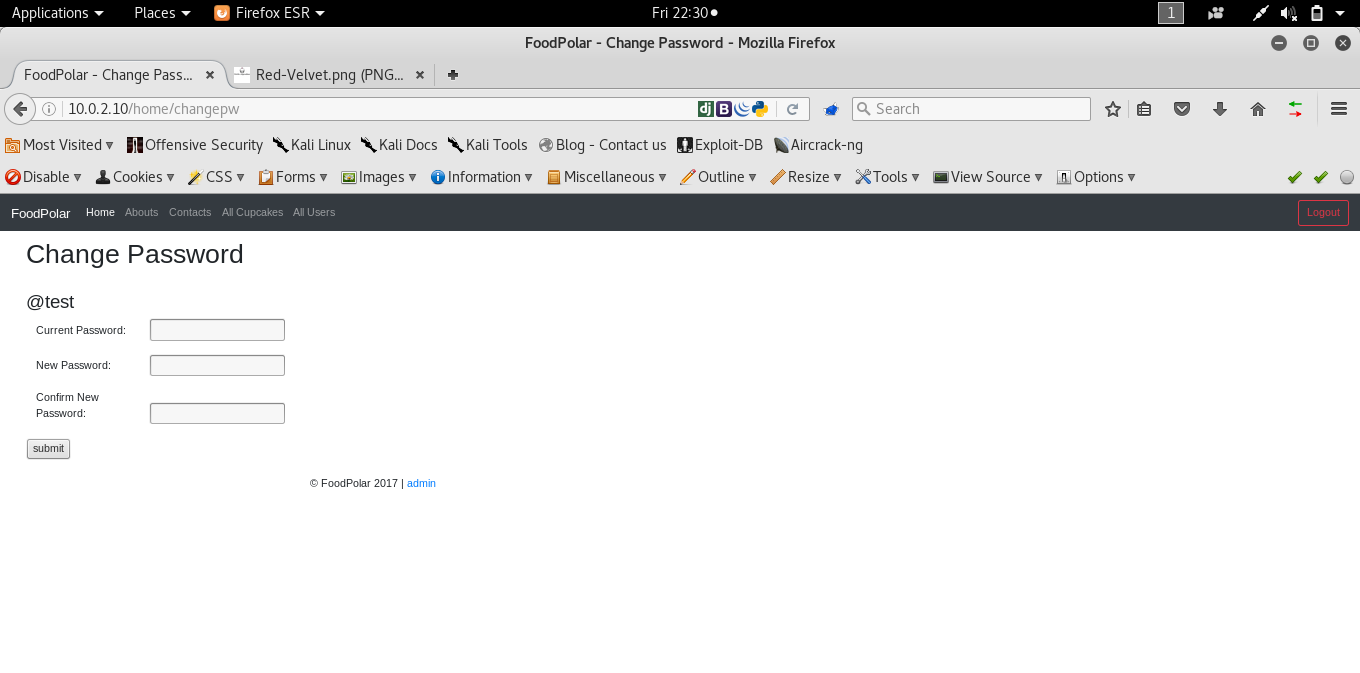 Applications Places Firefox ESR Fri 22:30 1
FoodPolar - Change Password - Mozilla Firefox
FoodPolar - Change Pass... Red-Velvet.png (PNG...
10.0.2.10/home/changepw dj B Search
Most Visited Offensive Security Kali Linux Kali Docs Kali Tools Blog - Contact us Exploit-DB Aircrack-ng
Disable Cookies CSS Forms Images Information Miscellaneous Outline Resize Tools View Source Options
FoodPolar Home Abouts Contacts All Cupcakes All Users Logout
Change Password
@test
Current Password:
New Password:
Confirm New
Password:
submit
© FoodPolar 2017 | admin